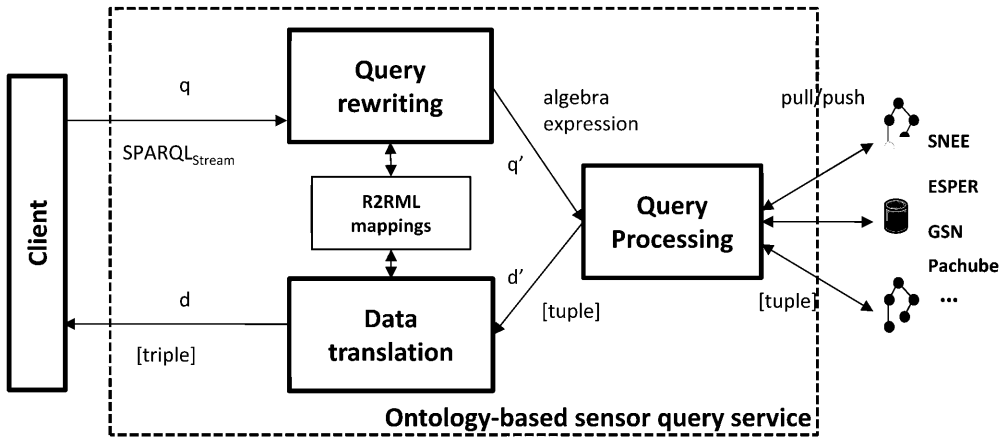 Client
q
SPARQLStream
Query
rewriting
R2RML
mappings
d
[triple]
Data
translation
algebra
expression
q’
d’
[tuple]
Query
Processing
pull/push
[tuple]
SNEE
ESPER
GSN
Pachube
...
Ontology-based sensor query service